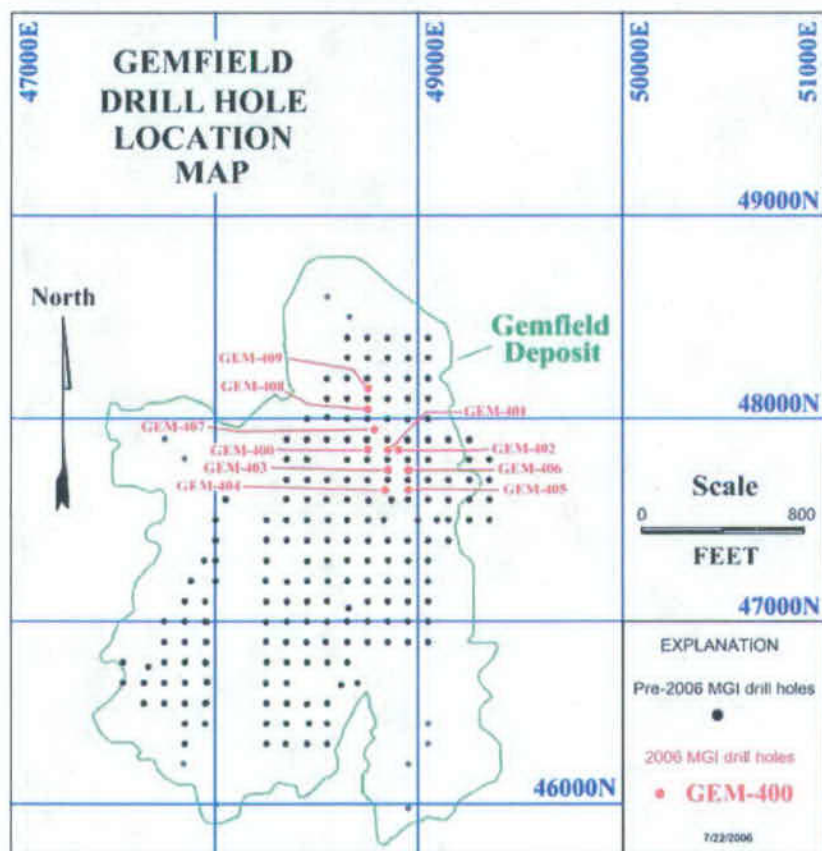 47000E
49000E
50000E
51000E
GEMFIELD
DRILL HOLE
LOCATION
MAP
49000N
North
Gemfield
Deposit
GEM-409
GEM-408
GEM-401
48000N
GEM-407
GEM-400
GEM-402
GEM-403
GEM-406
GEM-404
GEM-405
Scale
0 800
FEET
47000N
EXPLANATION
Pre-2006 MGI drill holes
2006 MGI drill holes
46000N
GEM-400
7/22/2006